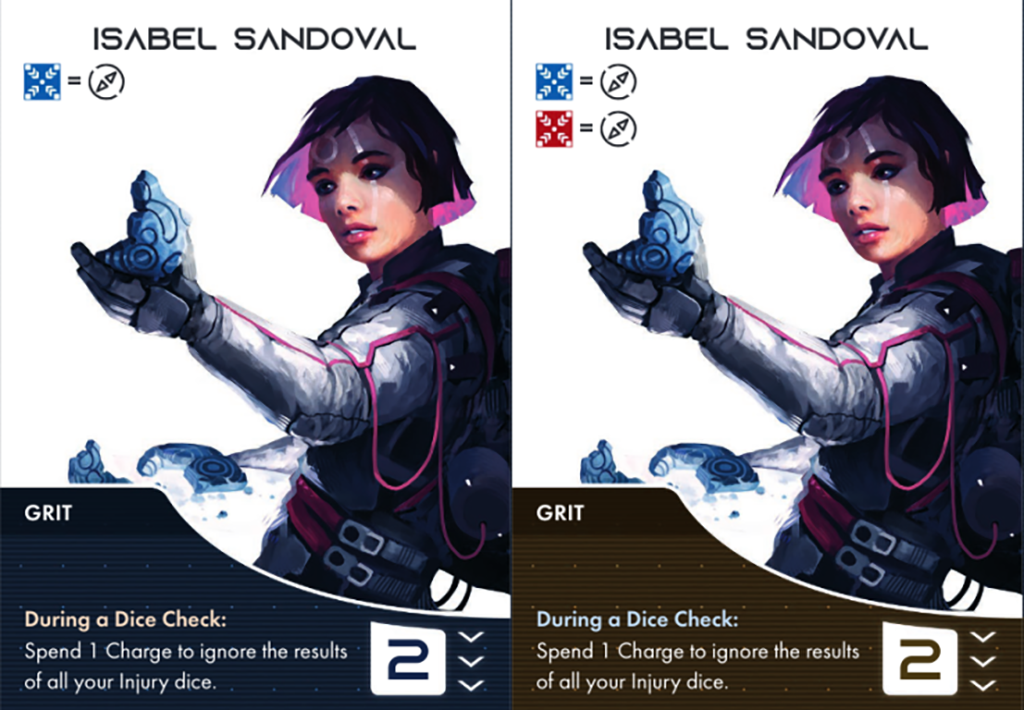 ISABEL SANDOVAL
=
GRIT
During a Dice Check:
Spend 1 Charge to ignore the results
of all your Injury dice.
2
ISABEL SANDOVAL
=
=
GRIT
During a Dice Check:
Spend 1 Charge to ignore the results
of all your Injury dice.
2